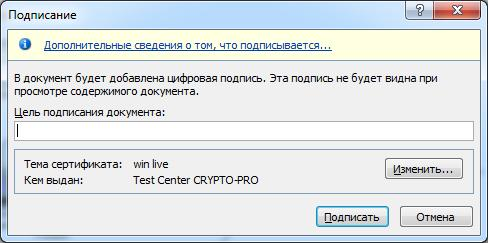 Подписание
Дополнительные сведения о том, что подписывается...
В документ будет добавлена цифровая подпись. Эта подпись не будет видна при
просмотре содержимого документа.
Цель подписания документа:
Тема сертификата: win live
Изменить...
Кем выдан: Test Center CRYPTO-PRO
Подписать Отмена